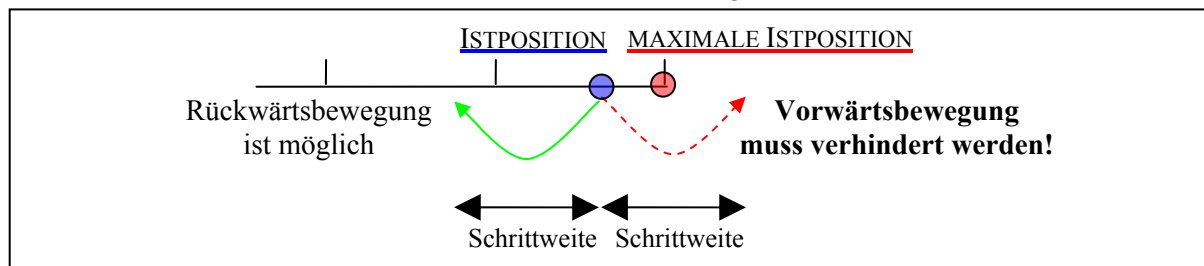 ISTPOSITION MAXIMALE ISTPOSITION
Rückwärtsbewegung
ist möglich
Vorwärtsbewegung
muss verhindert werden!
Schrittweite Schrittweite